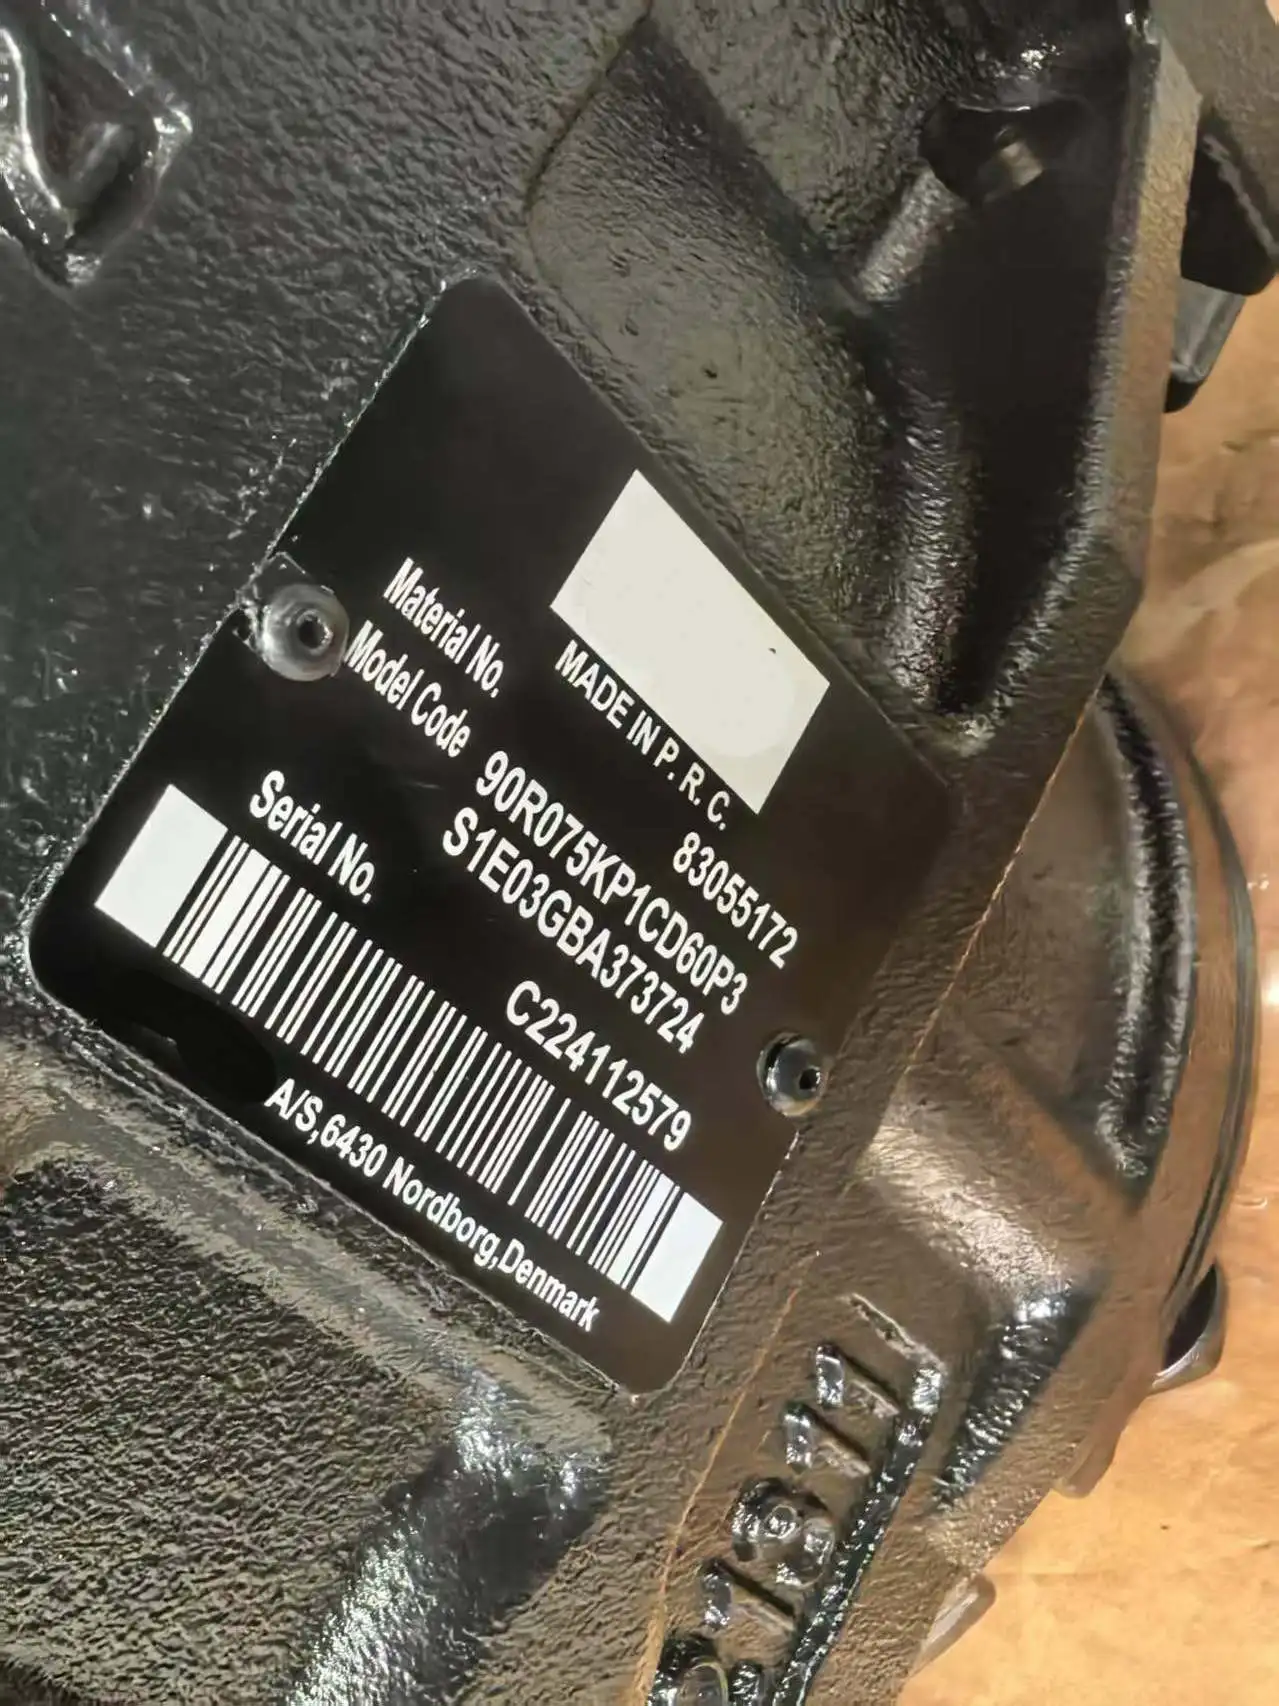 MADE IN P. R. C.
Material No. 83055172
Model Code 90R075KP1CD60P3
S1E03GBA373724
Serial No. C224112579
A/S,6430 Nordborg,Denmark